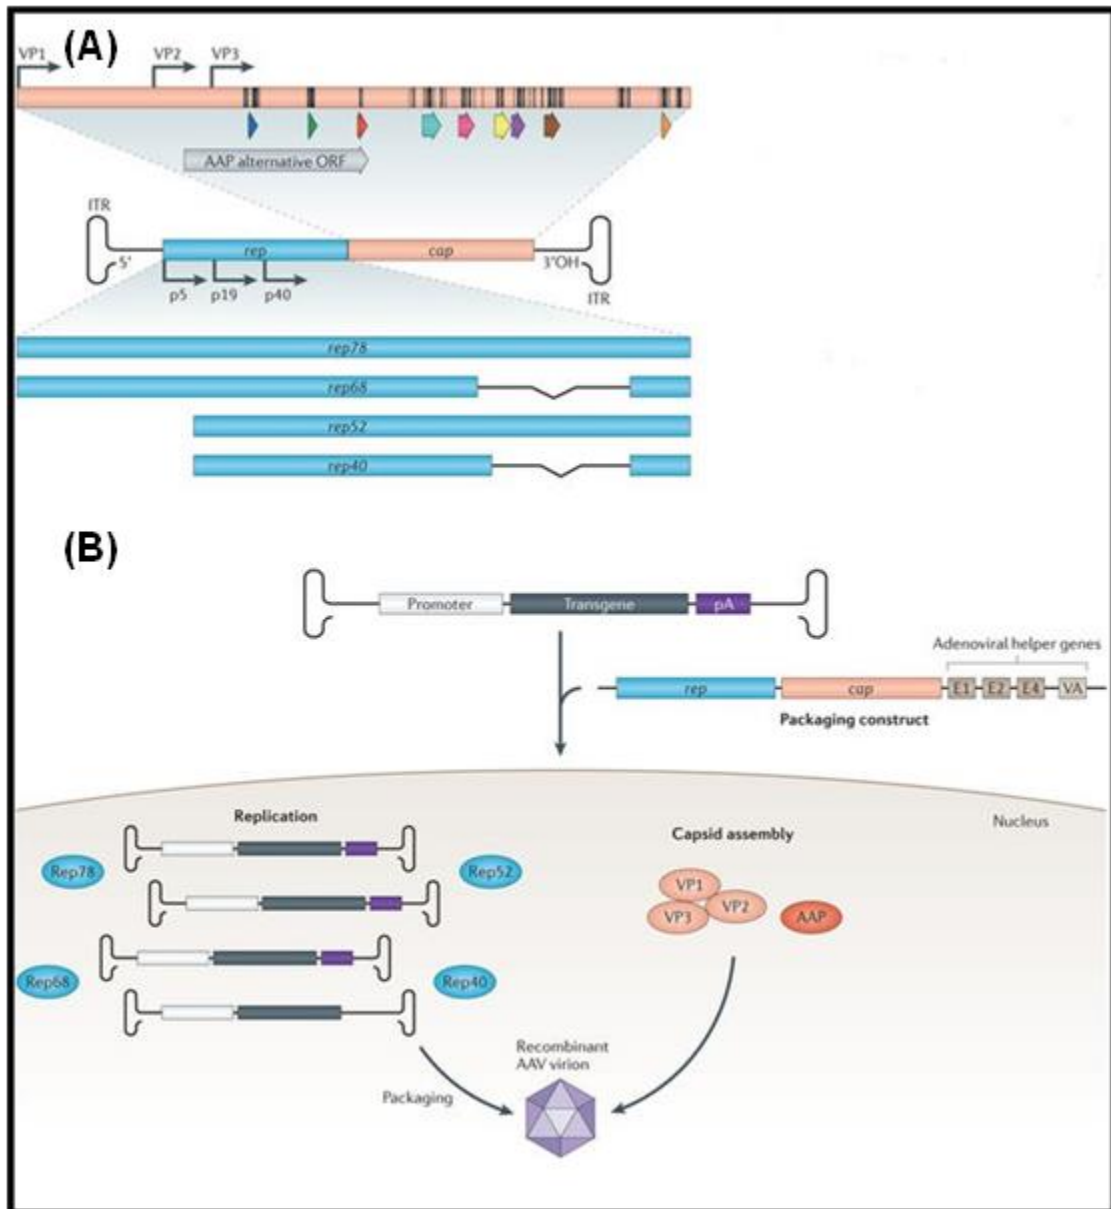 (A)
VP1 VP2 VP3
AAP alternative ORF
ITR
rep cap
5' 3'OH
p5 p19 p40
ITR
rep78
rep68
rep52
rep40
(B)
Promoter Transgene pA
Adenoviral helper genes
rep cap E1 E2 E4 VA
Packaging construct
Nucleus
Replication
Capsid assembly
Rep78 Rep52
VP1
VP2
VP3 AAP
Rep68 Rep40
Recombinant
AAV virion
Packaging